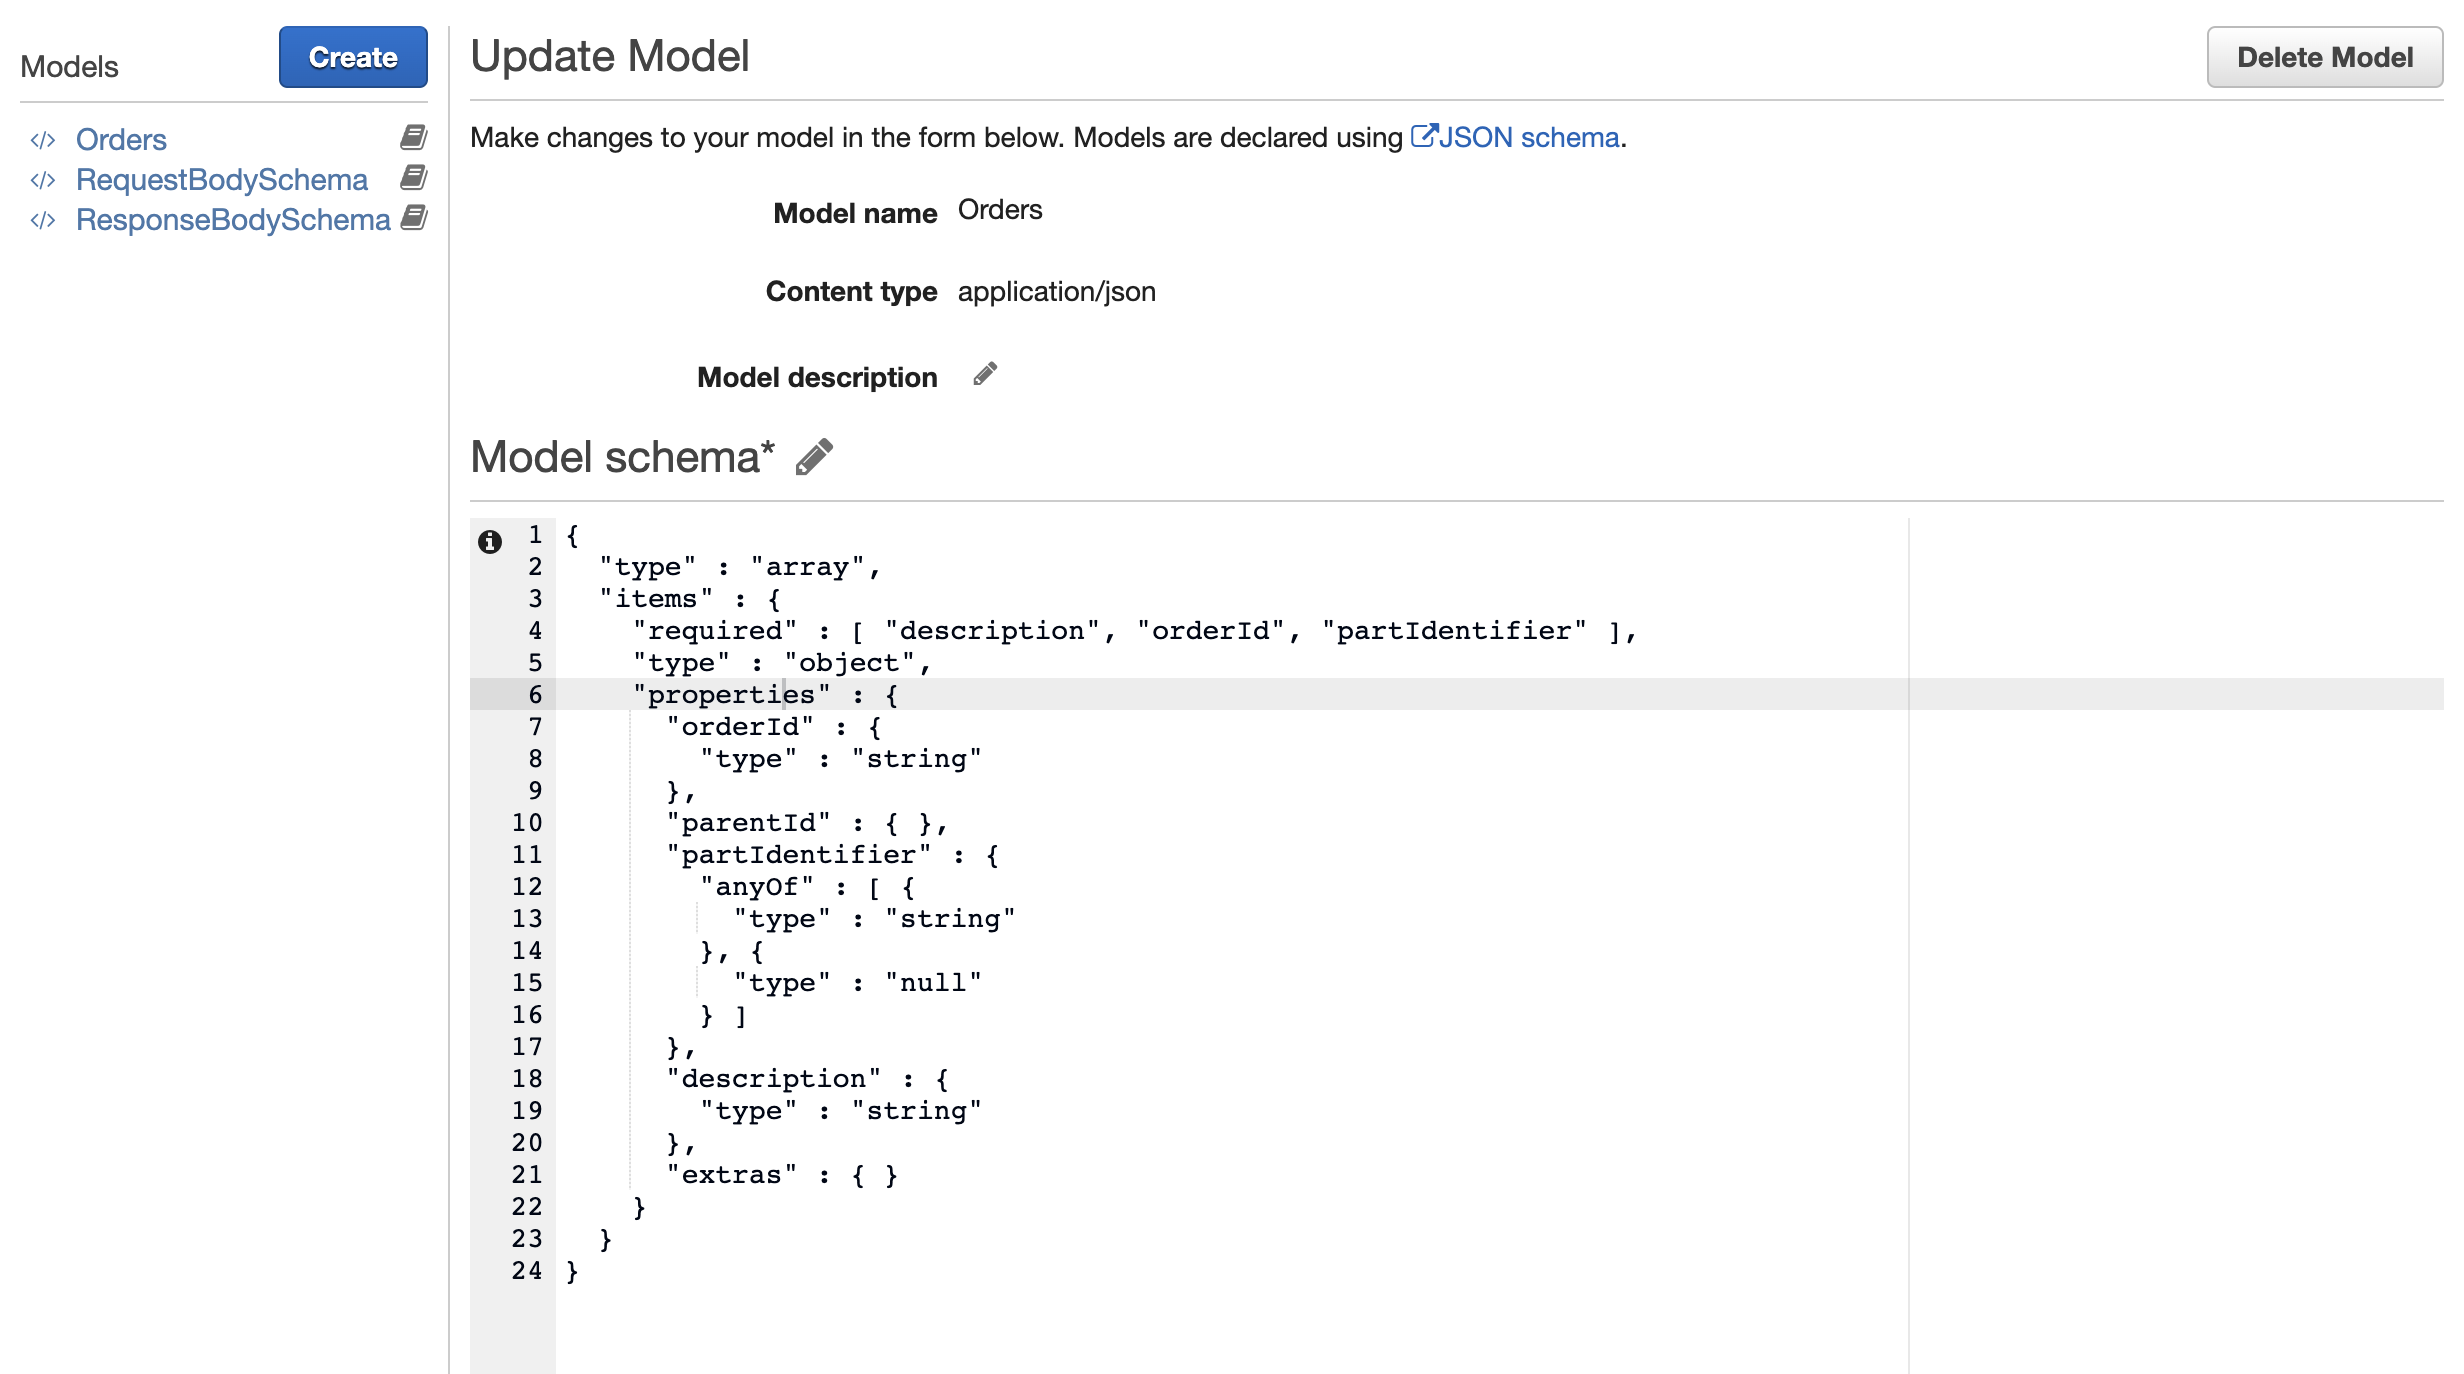 Models
Create
Orders
RequestBodySchema
ResponseBodySchema
Update Model
Delete Model
Make changes to your model in the form below. Models are declared using JSON schema.
Model name Orders
Content type application/json
Model description
Model schema*
1 {
2 "type" : "array",
3 "items" : {
4 "required" : [ "description", "orderId", "partIdentifier" ],
5 "type" : "object",
6 "properties" : {
7 "orderId" : {
8 "type" : "string"
9 },
10 "parentId" : { },
11 "partIdentifier" : {
12 "anyOf" : [ {
13 "type" : "string"
14 }, {
15 "type" : "null"
16 } ]
17 },
18 "description" : {
19 "type" : "string"
20 },
21 "extras" : { }
22 }
23 }
24 }